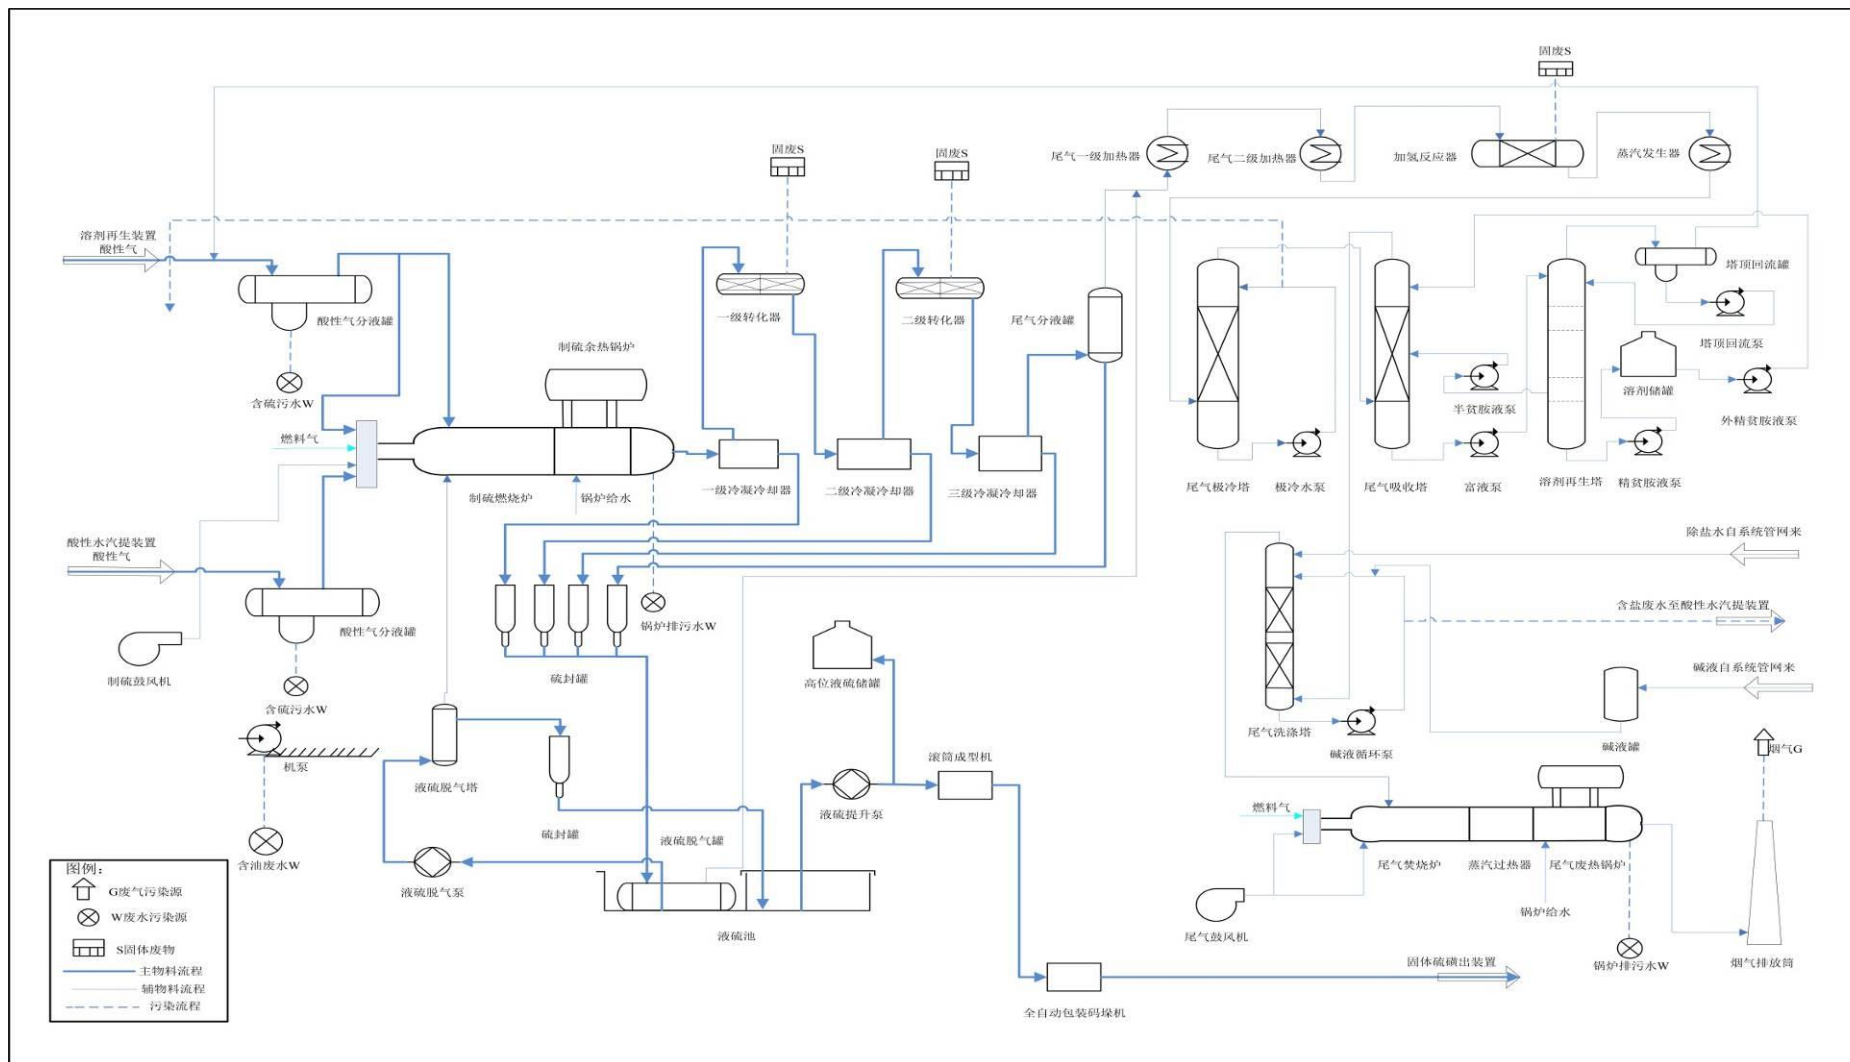 固废S
固废S
固废S
尾气一级加热器
尾气二级加热器
加氢反应器
蒸汽发生器
溶剂再生装置
酸性气
酸性气分液罐
一级转化器
二级转化器
尾气分液罐
塔顶回流罐
塔顶回流泵
制硫余热锅炉
含硫污水W
燃料气
半贫胺液泵
溶剂储罐
外精贫胺液泵
制硫燃烧炉
锅炉给水
一级冷凝冷却器
二级冷凝冷却器
三级冷凝冷却器
尾气极冷塔
极冷水泵
尾气吸收塔
富液泵
溶剂再生塔
精贫胺液泵
酸性水汽提装置
酸性气
除盐水自系统管网来
酸性气分液罐
锅炉排污水W
含盐废水至酸性水汽提装置
制硫鼓风机
硫封罐
高位液硫储罐
碱液自系统管网来
含硫污水W
尾气洗涤塔
碱液循环泵
碱液罐
烟气G
机泵
液硫脱气塔
滚筒成型机
液硫提升泵
硫封罐
液硫脱气罐
燃料气
含油废水W
液硫脱气泵
尾气焚烧炉
蒸汽过热器
尾气废热锅炉
液硫池
尾气鼓风机
锅炉给水
锅炉排污水W
烟气排放筒
固体硫磺出装置
全自动包装码垛机
图例：
G废气污染源
W废水污染源
S固体废物
主物料流程
辅物料流程
污染流程